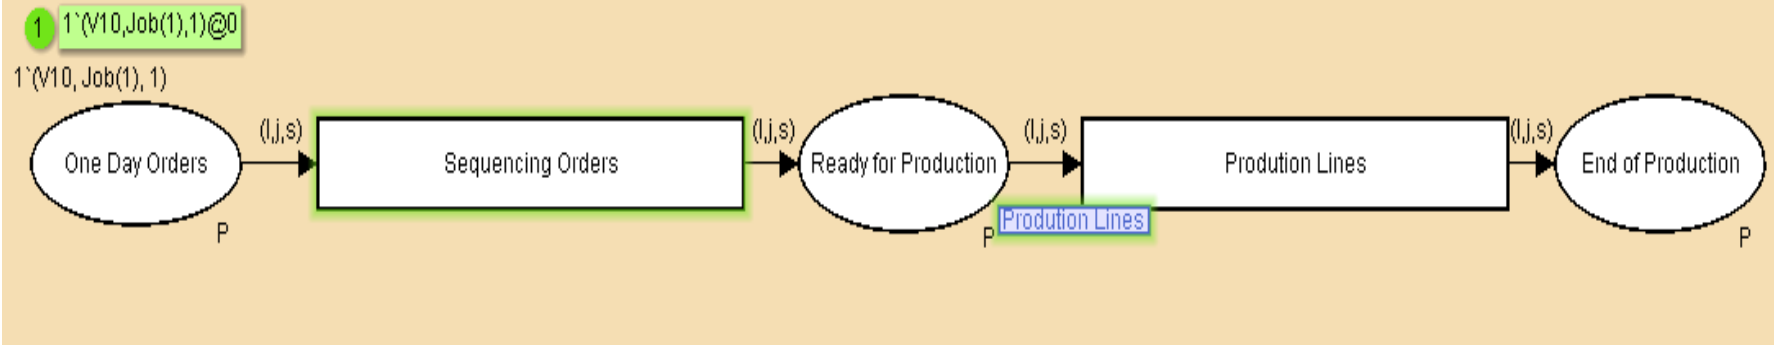 1
1`(V10,Job(1),1)@0
1`(V10, Job(1), 1)
One Day Orders
P
(l,j,s)
Sequencing Orders
(l,j,s)
Ready for Production
P
(l,j,s)
Prodution Lines
Prodution Lines
(l,j,s)
End of Production
P